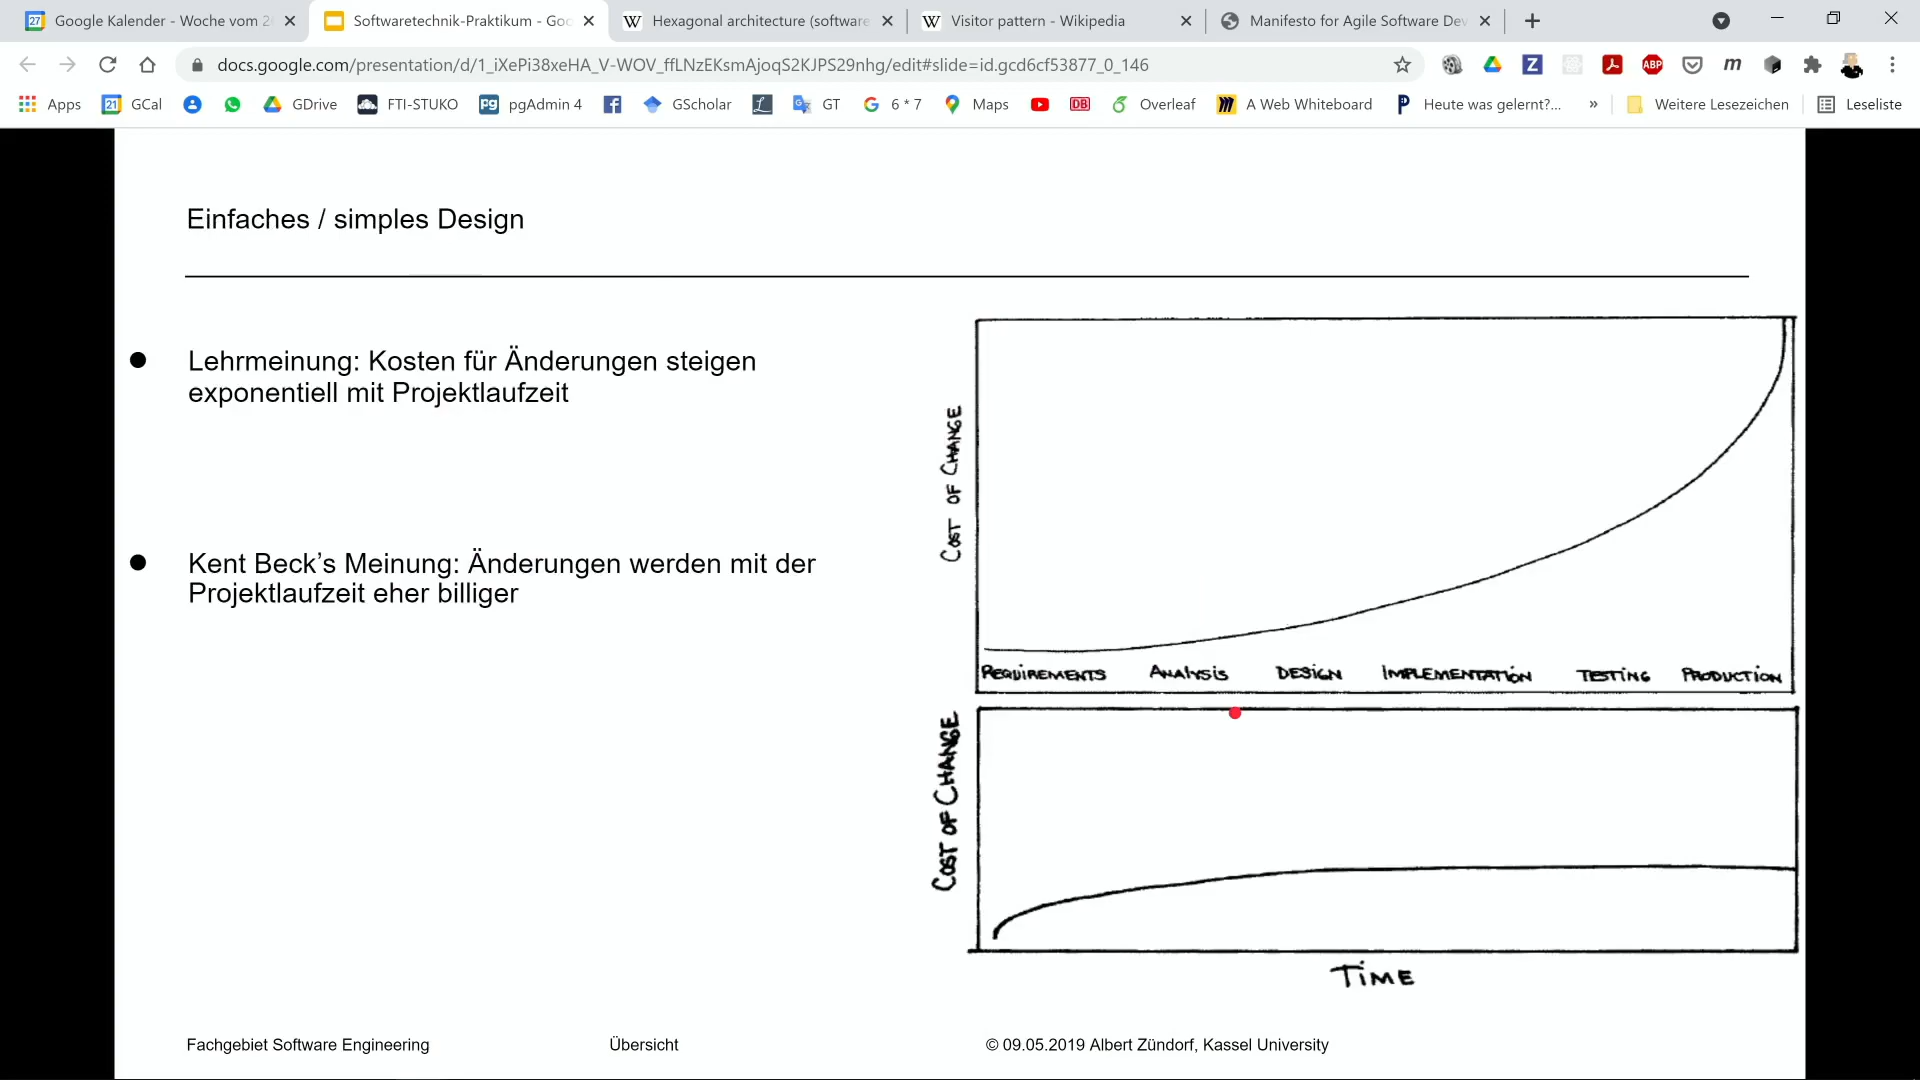 Google Kalender - Woche vom 2
Softwaretechnik-Praktikum - Goo
Hexagonal architecture (software
Visitor pattern - Wikipedia
Manifesto for Agile Software Dev
docs.google.com/presentation/d/1_iXePi38xeHA_V-WOV_ffLNzEKsmAjoqS2KJPS29nhg/edit#slide=id.gcd6cf53877_0_146
Apps GCal GDrive FTI-STUKO pgAdmin 4 GScholar GT 6 * 7 Maps Overleaf A Web Whiteboard Heute was gelernt?... » Weitere Lesezeichen Leseliste
Einfaches / simples Design
● Lehrmeinung: Kosten für Änderungen steigen
exponentiell mit Projektlaufzeit
● Kent Beck’s Meinung: Änderungen werden mit der
Projektlaufzeit eher billiger
COST OF CHANGE
REQUIREMENTS ANALYSIS DESIGN IMPLEMENTATION TESTING PRODUCTION
COST OF CHANGE
TIME
Fachgebiet Software Engineering
Übersicht
© 09.05.2019 Albert Zündorf, Kassel University